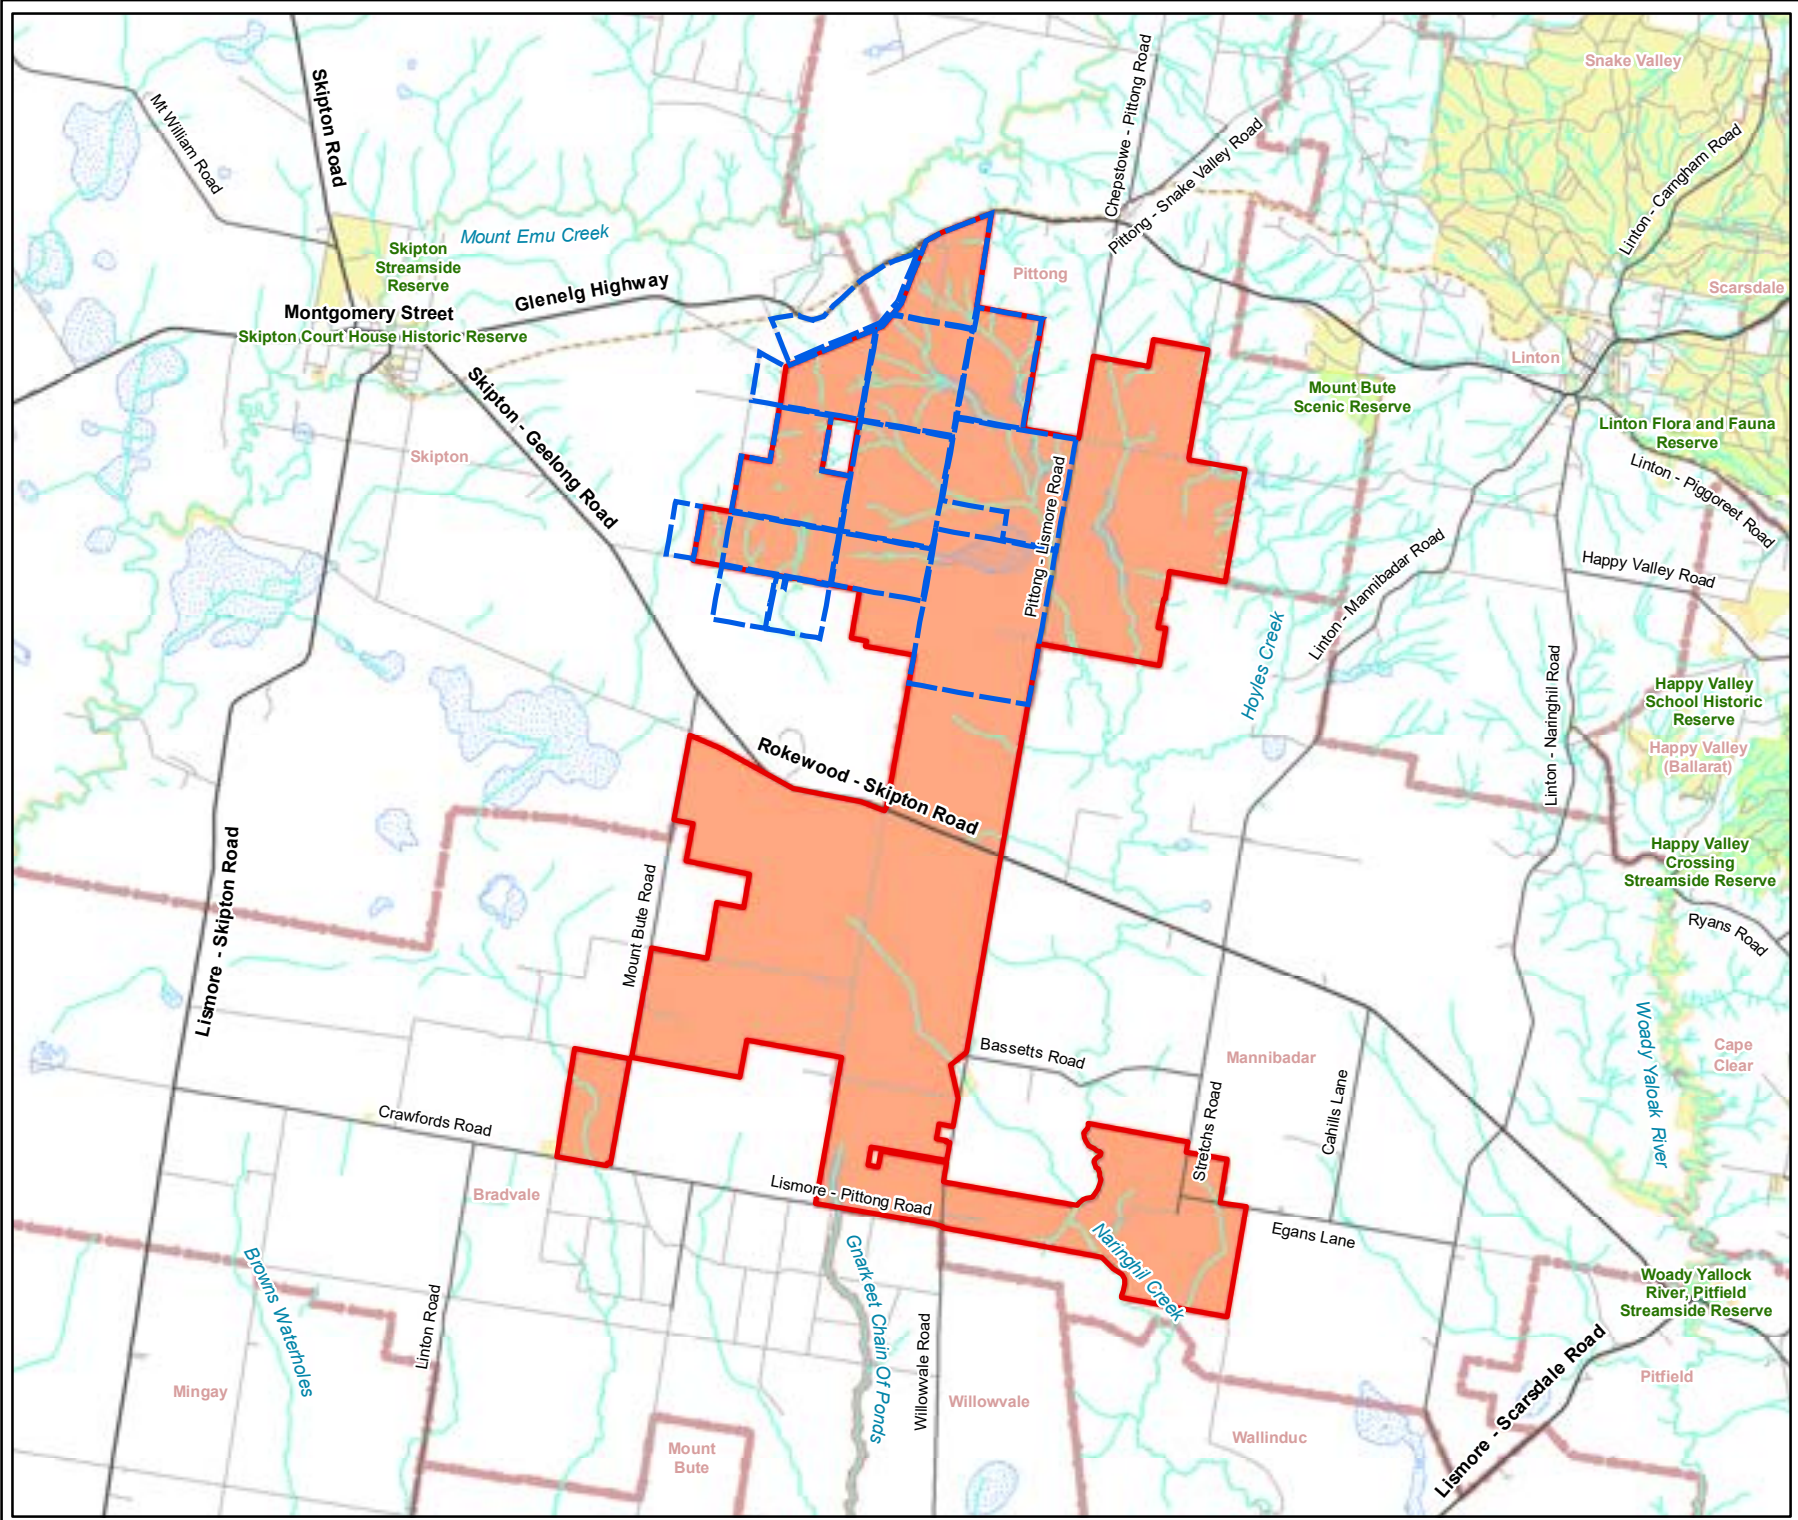 Snake Valley
Chepstowe - Pittong Road
Skipton Road
Mt William Road
Pittong - Snake Valley Road
Linton - Carngham Road
Mount Emu Creek
Skipton
Streamside
Reserve
Pittong
Glenelg Highway
Scarsdale
Montgomery Street
Skipton Court House Historic Reserve
Linton
Mount Bute
Scenic Reserve
Skipton - Geelong Road
Linton Flora and Fauna
Reserve
Skipton
Linton - Piggoreet Road
Pittong - Lismore Road
Linton - Mannibadar Road
Happy Valley Road
Hoyles Creek
Linton - Naringhil Road
Happy Valley
School Historic
Reserve
Happy Valley
(Ballarat)
Rokewood - Skipton Road
Happy Valley
Crossing
Streamside Reserve
Lismore - Skipton Road
Mount Bute Road
Ryans Road
Woady Yaloak River
Bassetts Road
Mannibadar
Cape
Clear
Cahills Lane
Stretchs Road
Crawfords Road
Bradvale
Lismore - Pittong Road
Naringhil Creek
Egans Lane
Gnarkeet Chain Of Ponds
Browns Waterholes
Woady Yallock
River, Pitfield
Streamside Reserve
Linton Road
Willowvale Road
Lismore - Scarsdale Road
Mingay
Willowvale
Pitfield
Mount
Bute
Wallinduc